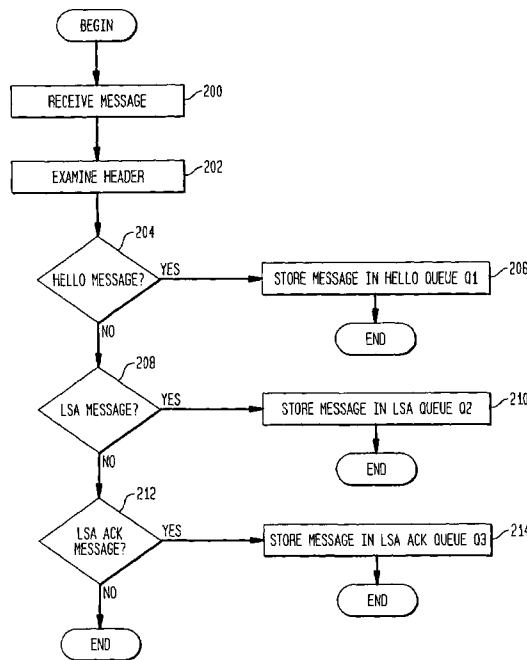 BEGIN
RECEIVE MESSAGE
200
EXAMINE HEADER
202
204
HELLO MESSAGE?
YES
STORE MESSAGE IN HELLO QUEUE Q1
206
NO
END
208
LSA MESSAGE?
YES
STORE MESSAGE IN LSA QUEUE Q2
210
NO
END
212
LSA ACK
MESSAGE?
YES
STORE MESSAGE IN LSA ACK QUEUE Q3
214
NO
END
END